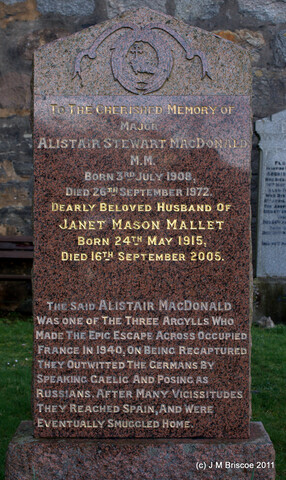 To The Cherished Memory of
Major
Alistair Stewart MacDonald
M.M.
Born 3rd July 1908,
Died 26th September 1972.
Dearly Beloved Husband Of
Janet Mason Mallet
Born 24th May 1915,
Died 16th September 2005.
The Said Alistair MacDonald
Was One of The Three Argylls Who
Made The Epic Escape Across Occupied
France In 1940, On Being Recaptured
They Outwitted The Germans By
Speaking Gaelic And Posing as
Russians. After Many Vicissitudes
They Reached Spain, And Were
Eventually Smuggled Home.
(c) J M Briscoe 2011